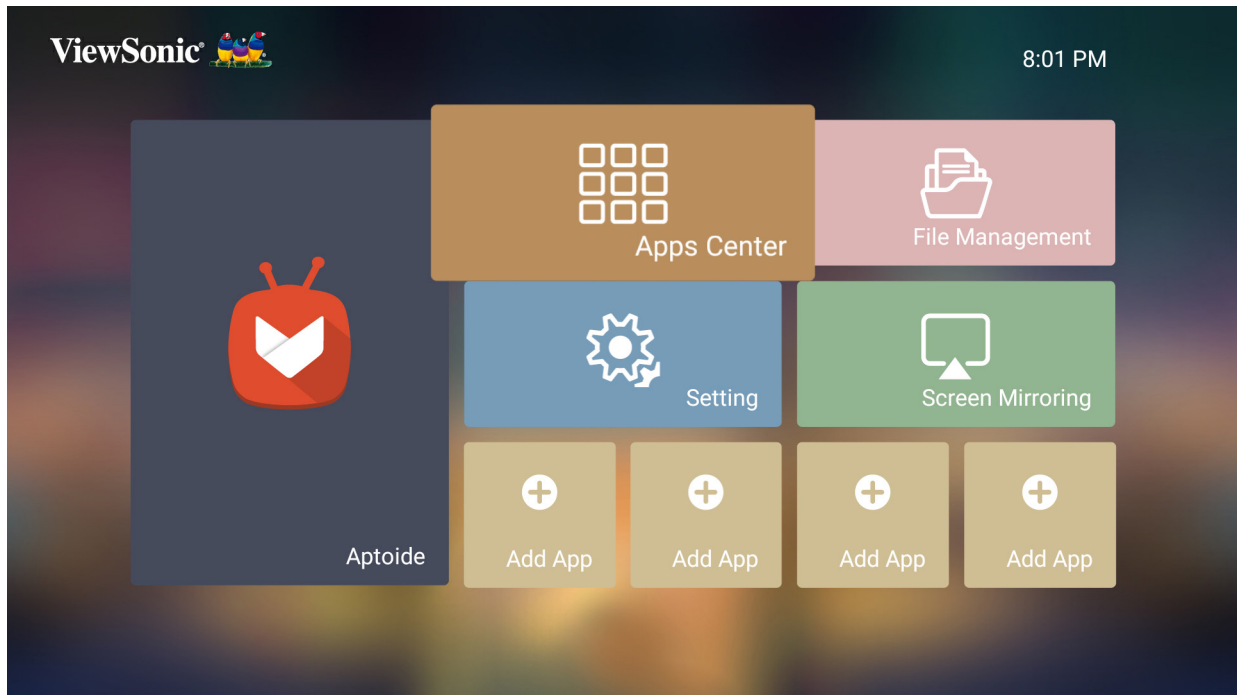 ViewSonic®
8:01 PM
Apps Center
File Management
Setting
Screen Mirroring
Aptoide
Add App
Add App
Add App
Add App